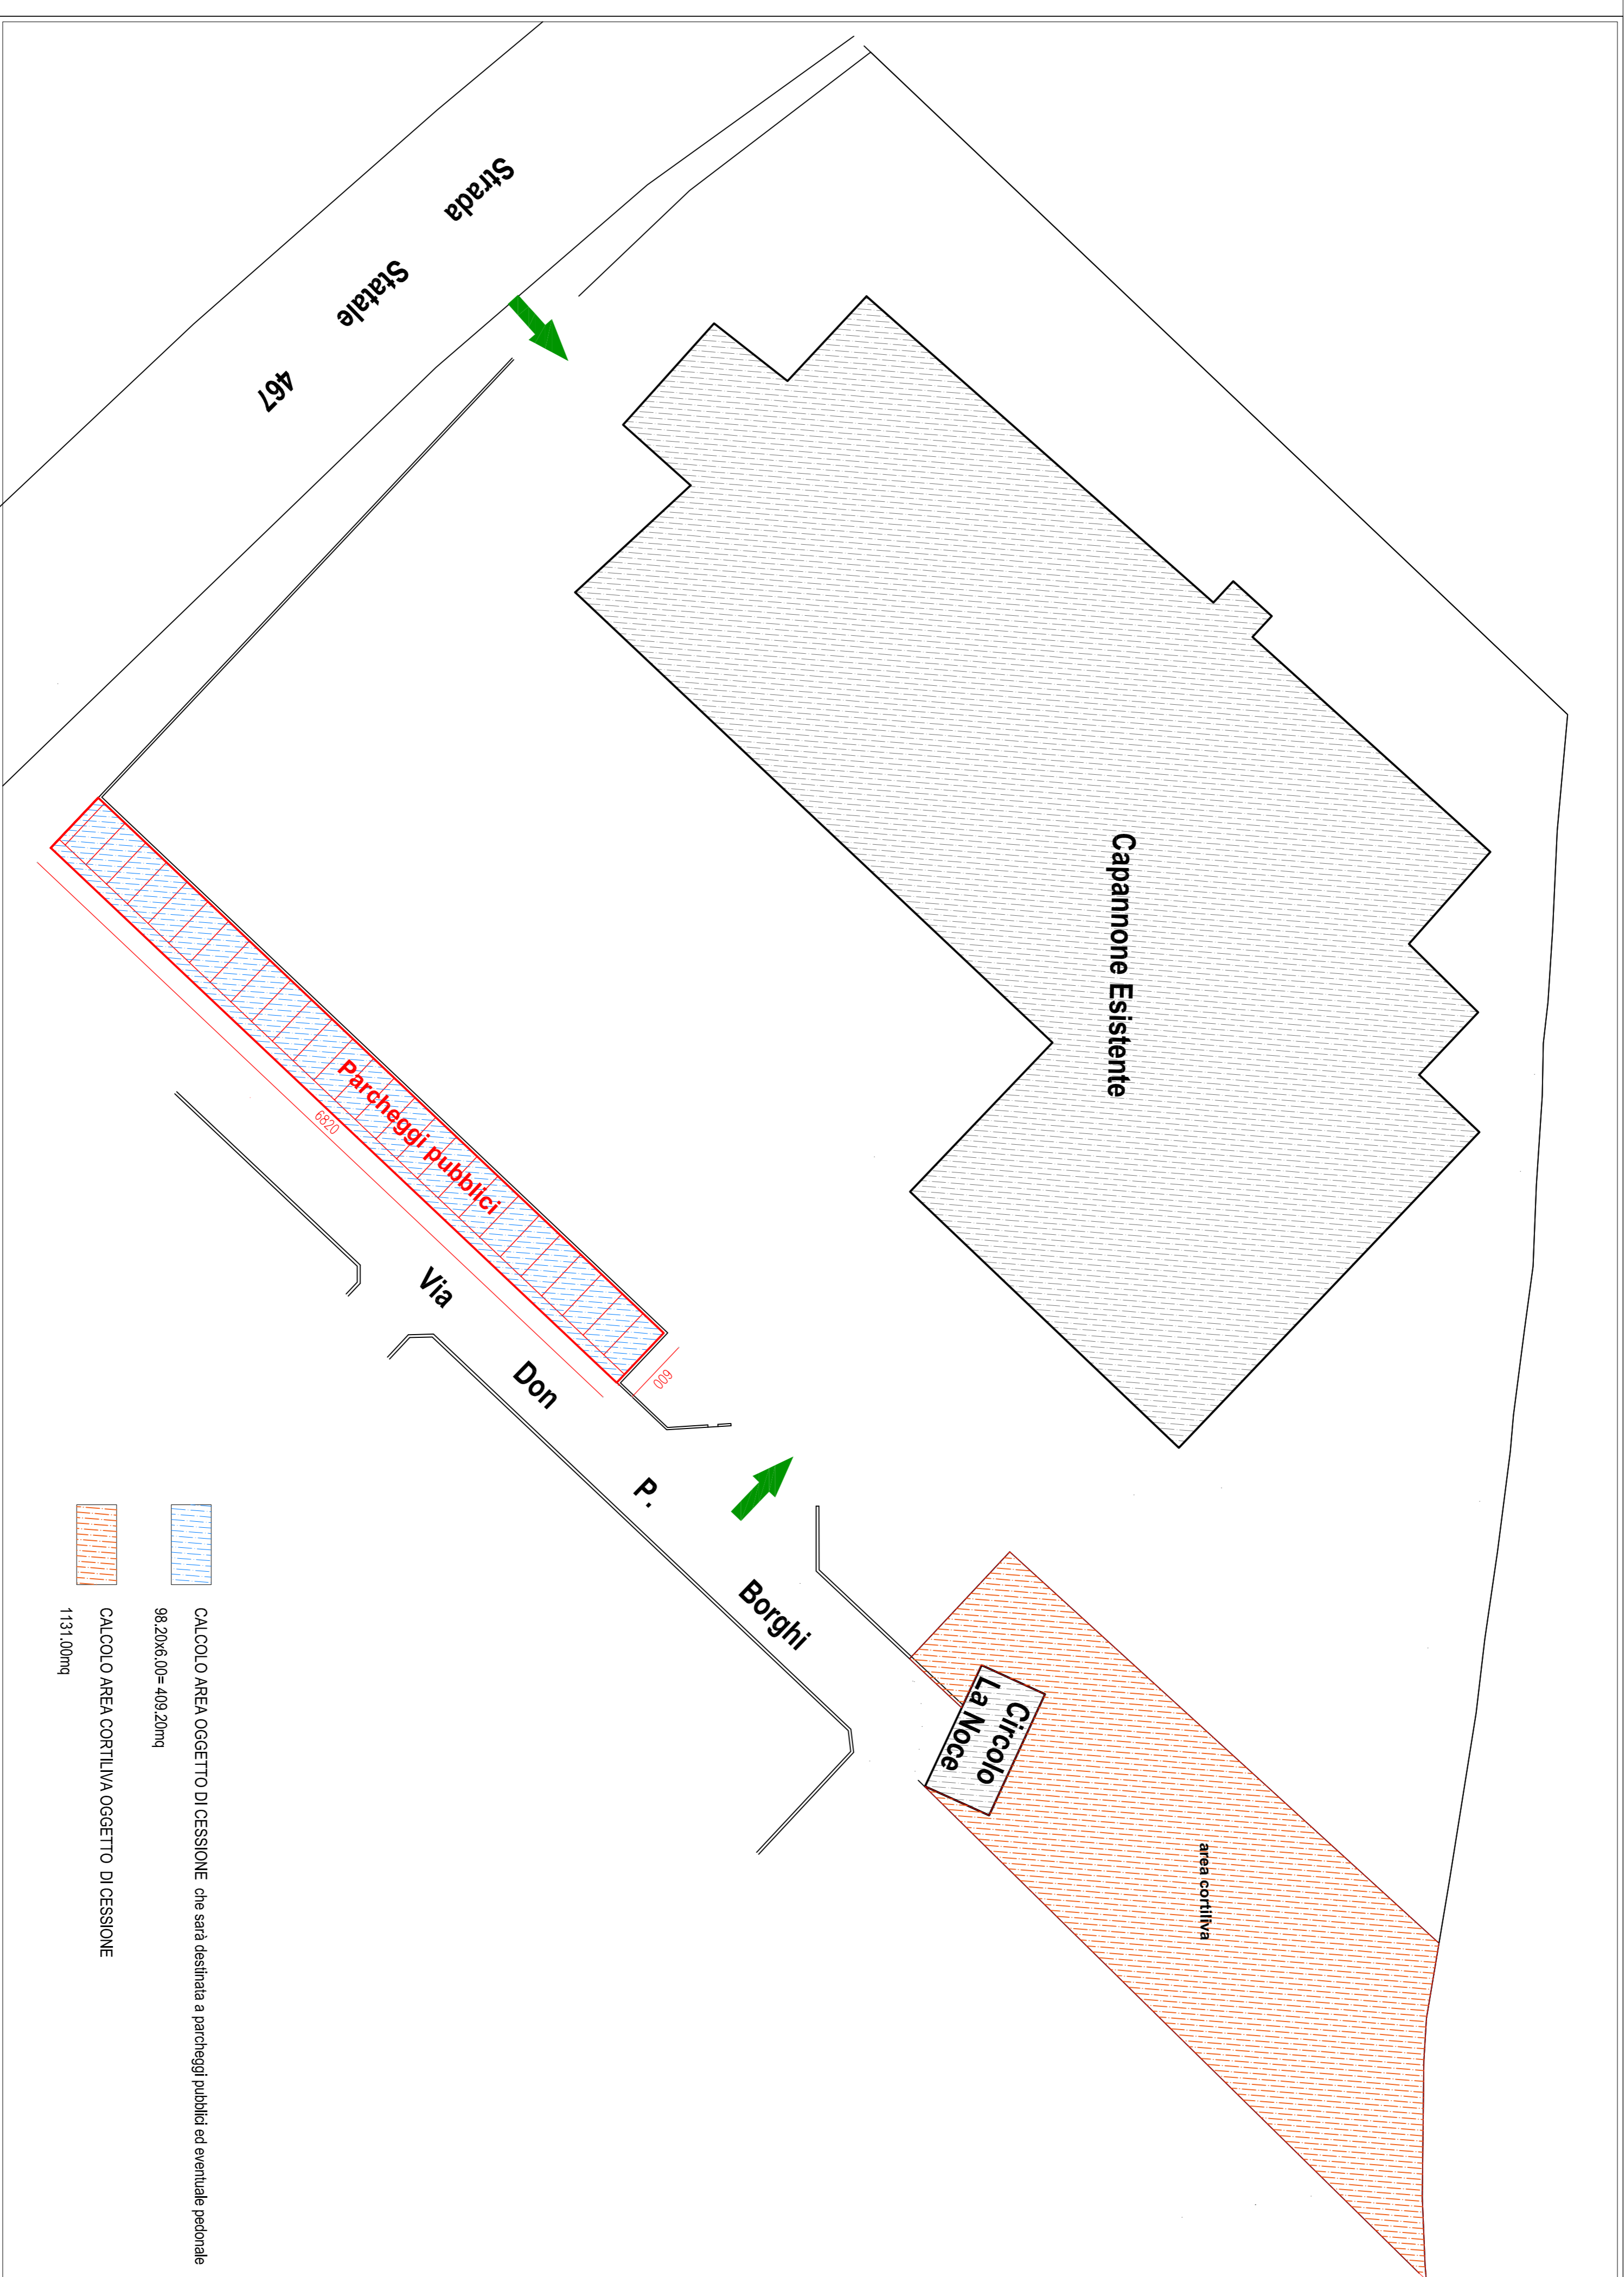 Strada
Statale
467
Capannone Esistente
Parcheggi pubblici
6820
600
Via
Don
P.
Borghi
Circolo
La Noce
area cortiliva
CALCOLO AREA OGGETTO DI CESSIONE che sarà destinata a parcheggi pubblici ed eventuale pedonale
98.20x6.00= 409.20mq
CALCOLO AREA CORTILIVA OGGETTO DI CESSIONE
1131.00mq